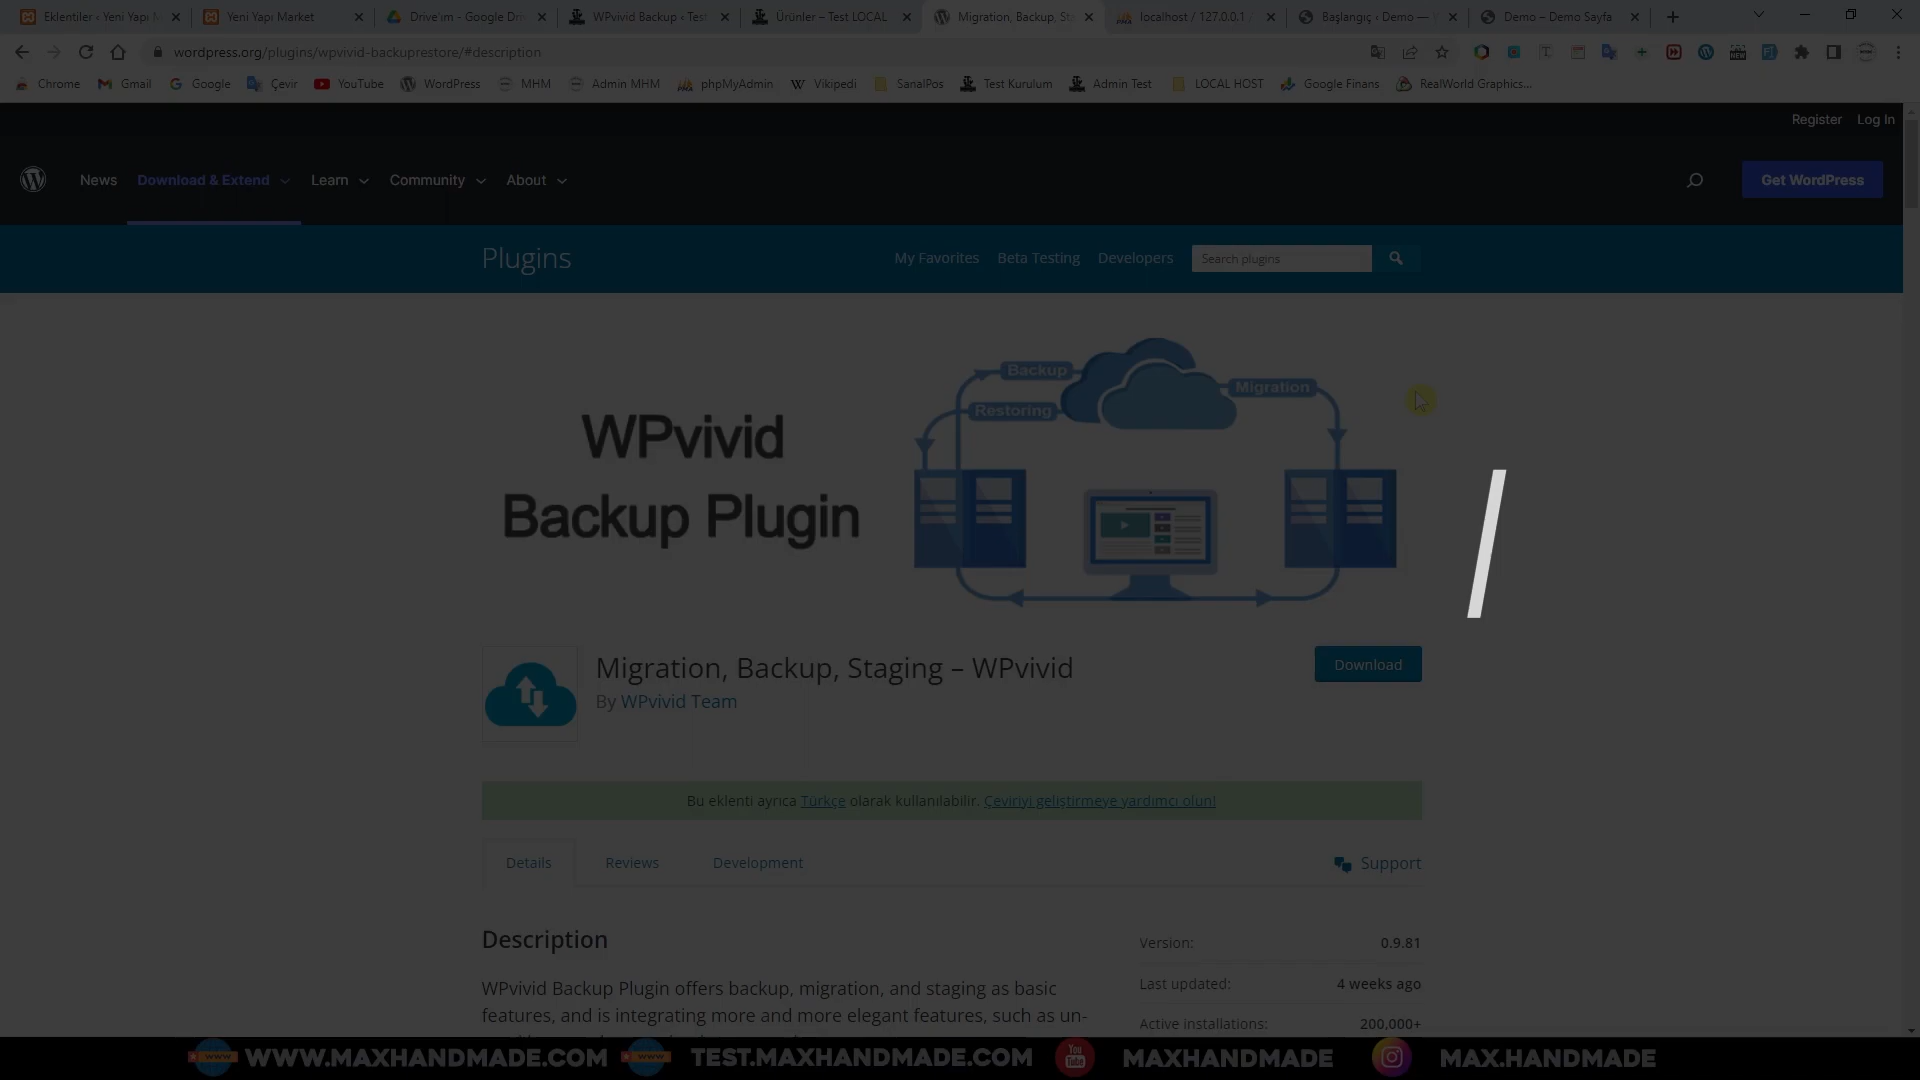 Eklentiler ‹ Yeni Yapı M
Yeni Yapı Market
Drive'ım - Google Dri
WPvivid Backup ‹ Test
Ürünler – Test LOCAL
Migration, Backup, Sta
localhost / 127.0.0.1 /
Başlangıç ‹ Demo — V
Demo – Demo Sayfa
wordpress.org/plugins/wpvivid-backuprestore/#description
Chrome
Gmail
Google
Çevir
YouTube
WordPress
MHM
Admin MHM
phpMyAdmin
Vikipedi
SanalPos
Test Kurulum
Admin Test
LOCAL HOST
Google Finans
RealWorld Graphics...
Register Log In
News Download & Extend Learn Community About
Get WordPress
Plugins
My Favorites Beta Testing Developers
Search plugins
Backup
Migration
Restoring
WPvivid
Backup Plugin
/
Migration, Backup, Staging – WPvivid
By WPvivid Team
Download
Bu eklenti ayrıca Türkçe olarak kullanılabilir. Çeviriyi geliştirmeye yardımcı olun!
Details Reviews Development
Support
Description
WPvivid Backup Plugin offers backup, migration, and staging as basic
features, and is integrating more and more elegant features, such as un-
Version: 0.9.81
Last updated: 4 weeks ago
Active installations: 200,000+
WWW.MAXHANDMADE.COM
TEST.MAXHANDMADE.COM
MAXHANDMADE
MAX.HANDMADE